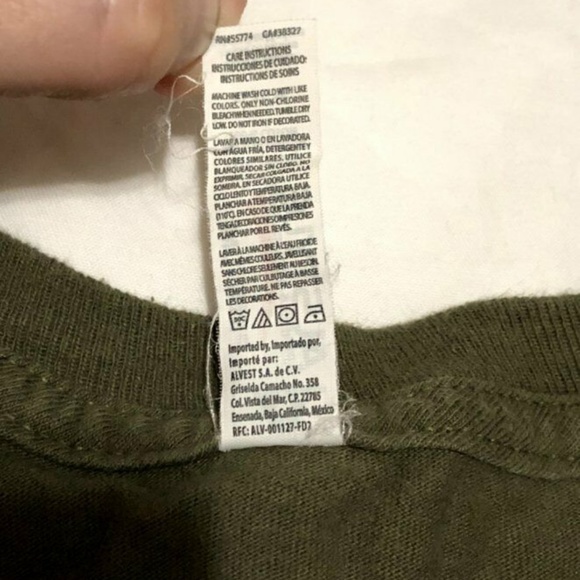 RN#55774 CA#38327
CARE INSTRUCTIONS
INSTRUCCIONES DE CUIDADO:
INSTRUCTIONS DE SOINS
MACHINE WASH COLD WITH LIKE
COLORS. ONLY NON-CHLORINE
BLEACH WHEN NEEDED. TUMBLE DRY
LOW. DO NOT IRON IF DECORATED.
LAVAR A MANO O EN LAVADORA
CON AGUA FRÍA, DETERGENTE Y
COLORES SIMILARES. UTILICE
BLANQUEADOR SIN CLORO. NO
EXPRIMIR. SECAR COLGADA A LA
SOMBRA. EN SECADORA UTILICE
CICLO LENTO Y TEMPERATURA BAJA.
PLANCHAR A TEMPERATURA BAJA
(110°C). EN CASO DE QUE LA PRENDA
TENGA DECORACIONES O IMPRESIONES
PLANCHAR POR EL REVÉS.
LAVER À LA MACHINE À L'EAU FROIDE
AVEC MÊMES COULEURS. JAVELLISANT
SANS CHLORE SEULEMENT AU BESOIN.
SÉCHER PAR CULBUTAGE À BASSE
TEMPÉRATURE. NE PAS REPASSER
LES DECORATIONS.
Imported by, Importado por,
Importé par:
ALVEST S.A. de C.V.
Griselda Camacho No. 358
Col. Vista del Mar, C.P. 22785
Ensenada, Baja California, México
RFC: ALV-001127-FD7